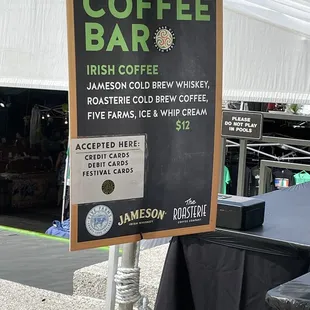 COFFEE
BAR
IRISH COFFEE
JAMESON COLD BREW WHISKEY,
ROASTERIE COLD BREW COFFEE,
FIVE FARMS, ICE & WHIP CREAM
$12
ACCEPTED HERE:
CREDIT CARDS
DEBIT CARDS
FESTIVAL CARDS
JAMESON
The
ROASTERIE
PLEASE
DO NOT PLAY
IN POOLS